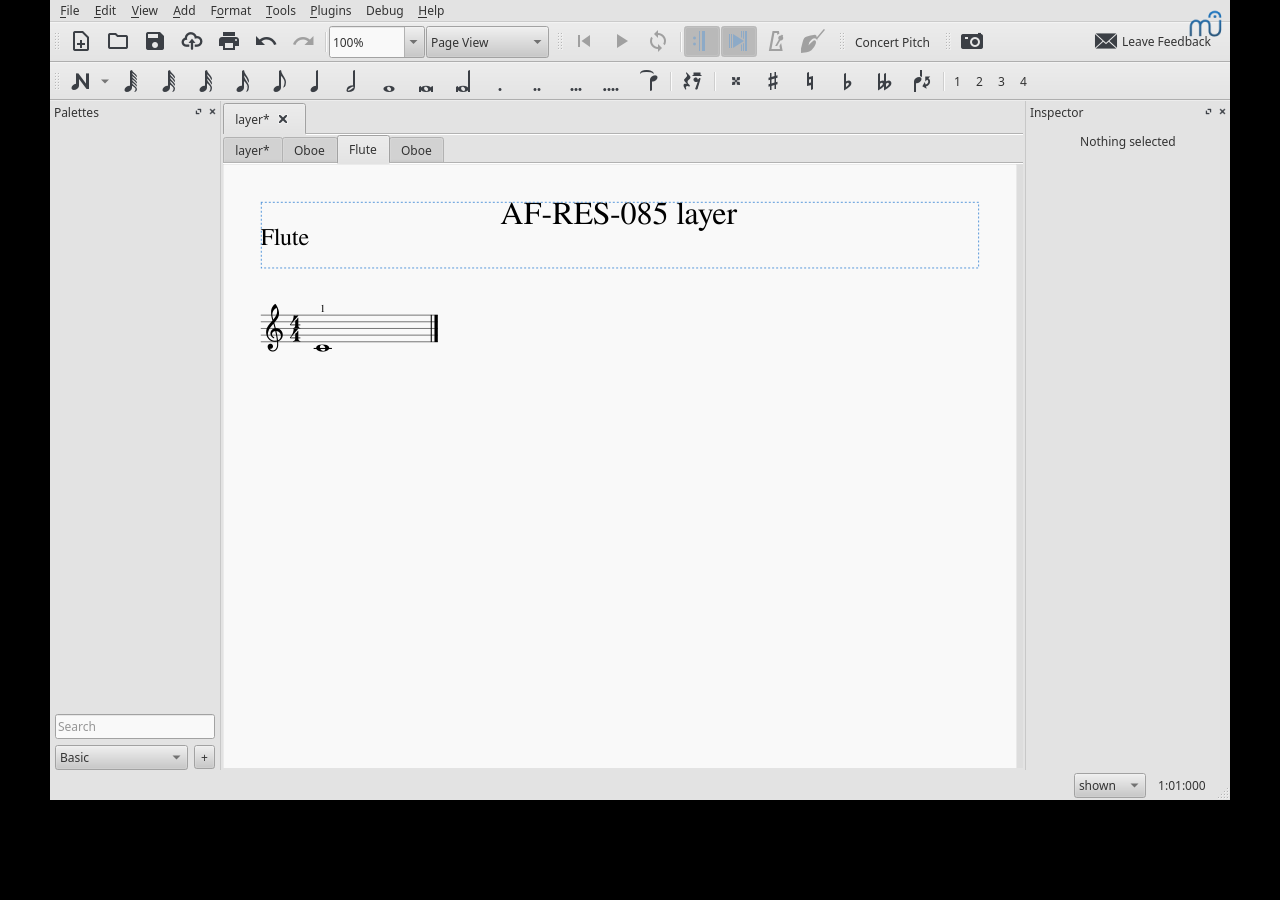 File Edit View Add Format Tools Plugins Debug Help
100% Page View Concert Pitch Leave Feedback
1 2 3 4
Palettes
layer*
Inspector
layer* Oboe Flute Oboe
Nothing selected
AF-RES-085 layer
Flute
1
Search
Basic +
shown 1:01:000